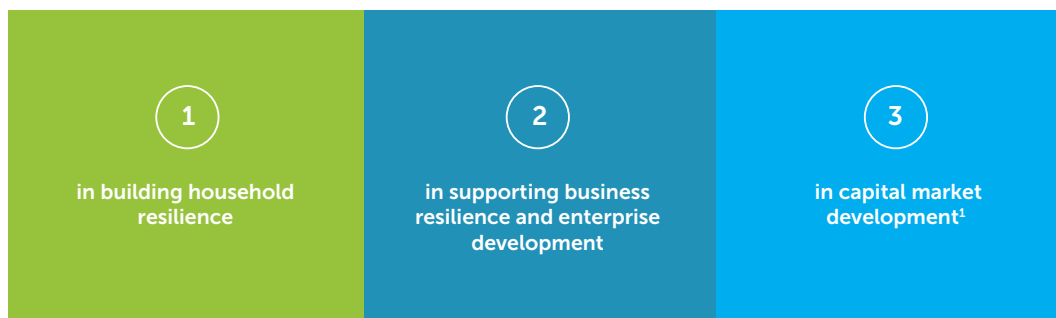 1
in building household
resilience
2
in supporting business
resilience and enterprise
development
3
in capital market
development¹